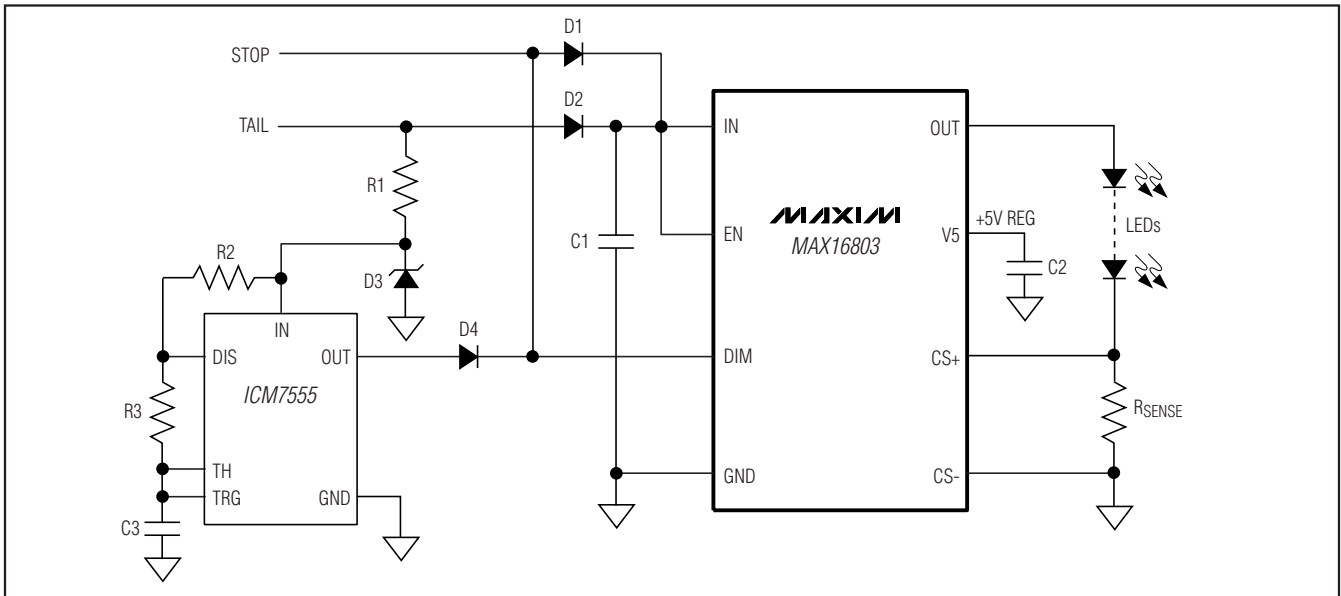 D1
STOP
D2
TAIL
IN
OUT
R1
MAXIM
MAX16803
+5V REG
LEDs
EN
V5
C1
R2
C2
D3
IN
D4
DIS
OUT
DIM
CS+
ICM7555
R3
RSENSE
TH
GND
CS-
TRG
GND
C3